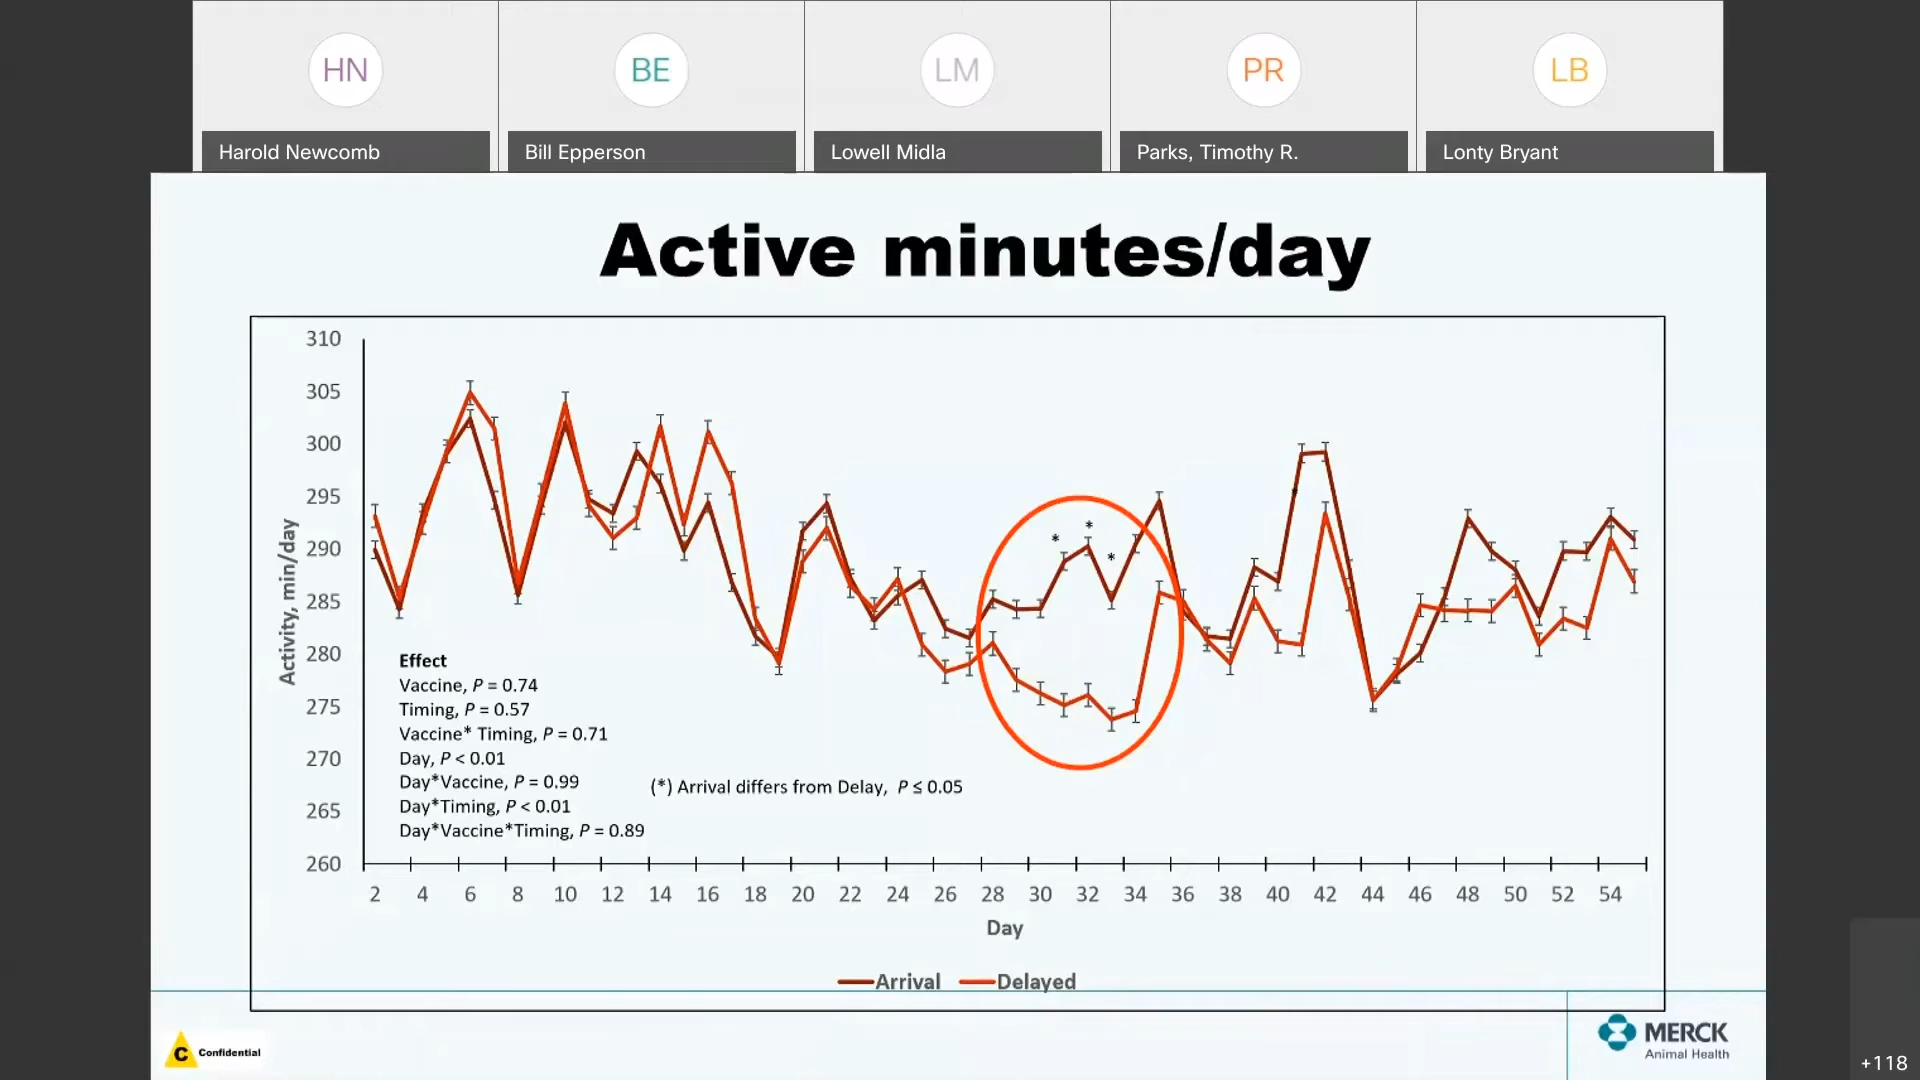 HN
BE
LM
PR
LB
Harold Newcomb
Bill Epperson
Lowell Midla
Parks, Timothy R.
Lonty Bryant
Active minutes/day
310
305
300
295
290
285
280
275
270
265
260
Activity, min/day
* * *
Effect
Vaccine, P = 0.74
Timing, P = 0.57
Vaccine* Timing, P = 0.71
Day, P < 0.01
Day*Vaccine, P = 0.99
Day*Timing, P < 0.01
Day*Vaccine*Timing, P = 0.89
(*) Arrival differs from Delay, P ≤ 0.05
2 4 6 8 10 12 14 16 18 20 22 24 26 28 30 32 34 36 38 40 42 44 46 48 50 52 54
Day
Arrival Delayed
C Confidential
MERCK
Animal Health
+118